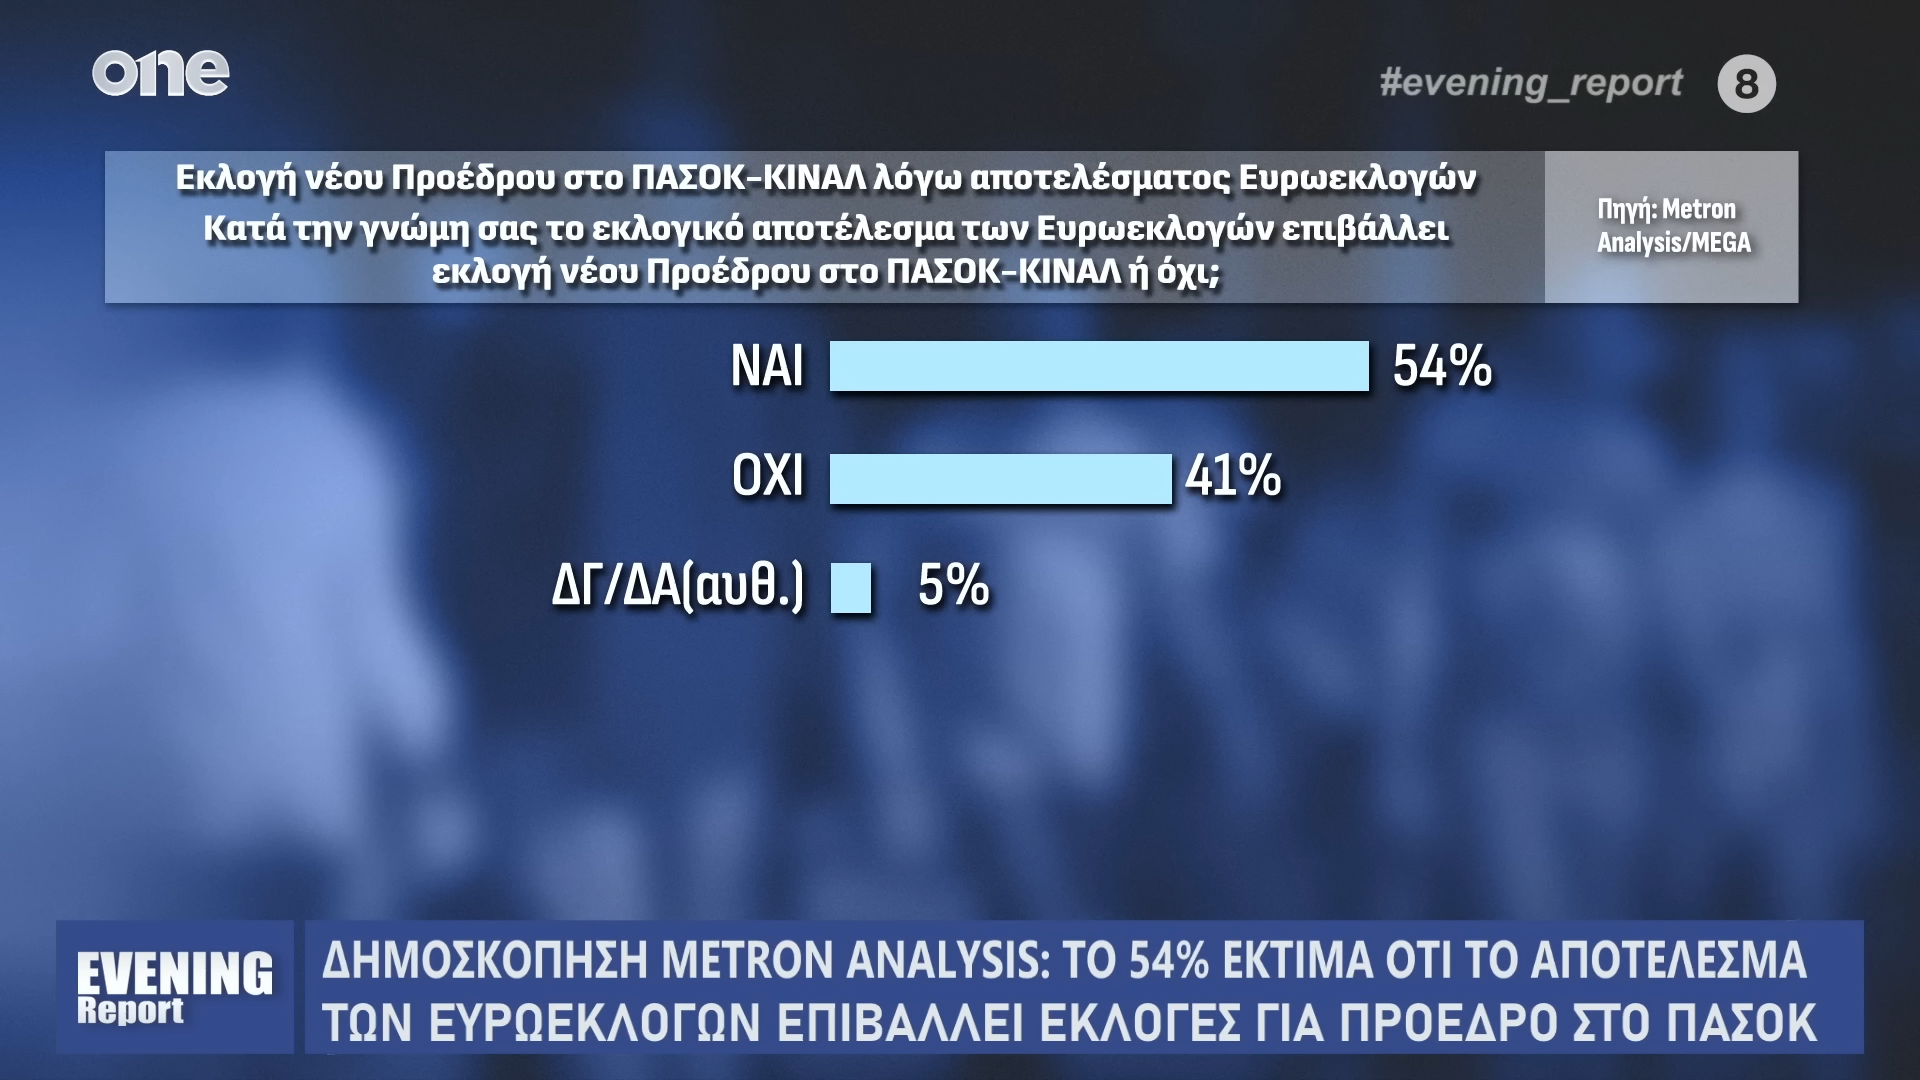 one
#evening_report 8
Εκλογή νέου Προέδρου στο ΠΑΣΟΚ-ΚΙΝΑΛ λόγω αποτελέσματος Ευρωεκλογών
Κατά την γνώμη σας το εκλογικό αποτέλεσμα των Ευρωεκλογών επιβάλλει
εκλογή νέου Προέδρου στο ΠΑΣΟΚ-ΚΙΝΑΛ ή όχι;
Πηγή: Metron
Analysis/MEGA
ΝΑΙ 54%
ΟΧΙ 41%
ΔΓ/ΔΑ(αυθ.) 5%
EVENING
Report
ΔΗΜΟΣΚΟΠΗΣΗ METRON ANALYSIS: ΤΟ 54% ΕΚΤΙΜΑ ΟΤΙ ΤΟ ΑΠΟΤΕΛΕΣΜΑ
ΤΩΝ ΕΥΡΩΕΚΛΟΓΩΝ ΕΠΙΒΑΛΛΕΙ ΕΚΛΟΓΕΣ ΓΙΑ ΠΡΟΕΔΡΟ ΣΤΟ ΠΑΣΟΚ